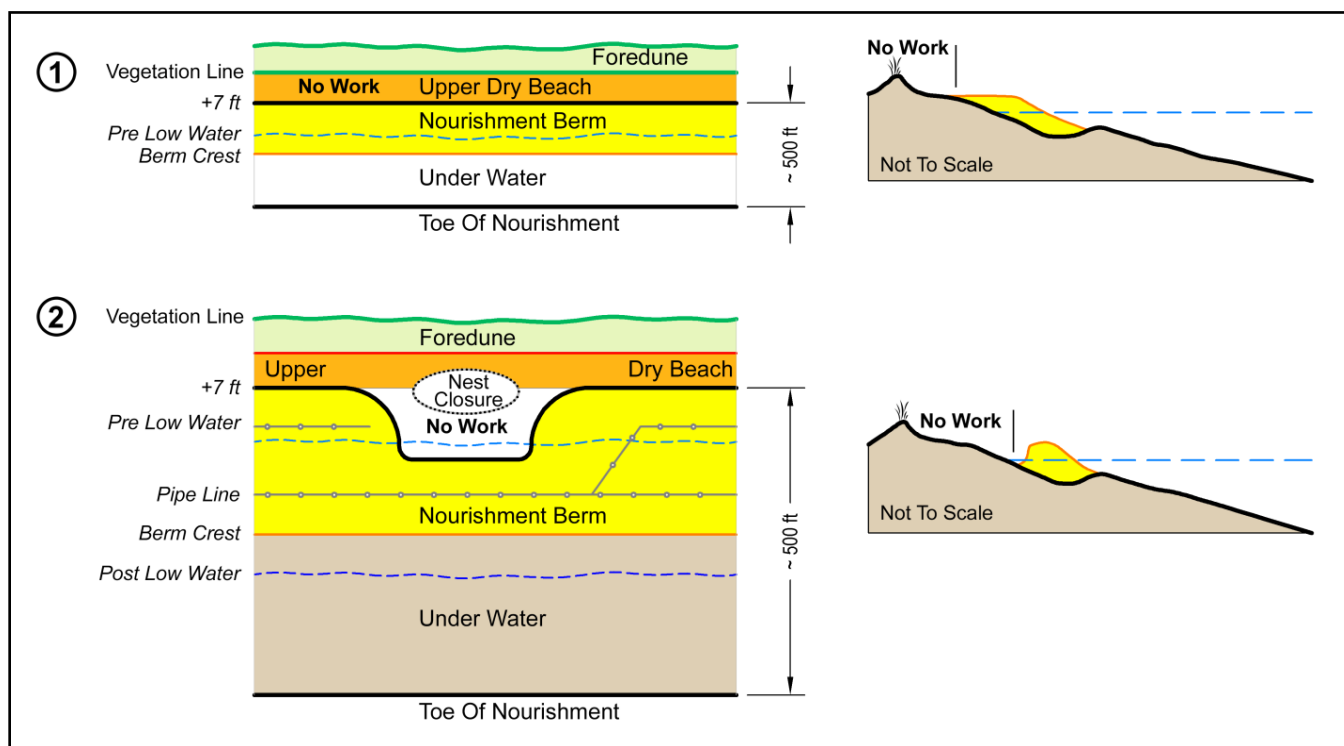 1
Foredune
Vegetation Line
No Work
Upper Dry Beach
+7 ft
Nourishment Berm
Pre Low Water
Berm Crest
Under Water
~ 500 ft
Toe Of Nourishment
No Work
Not To Scale
2
Vegetation Line
Foredune
Upper
Dry Beach
Nest
Closure
+7 ft
No Work
Pre Low Water
Pipe Line
Nourishment Berm
Berm Crest
~ 500 ft
Post Low Water
Under Water
Toe Of Nourishment
No Work
Not To Scale